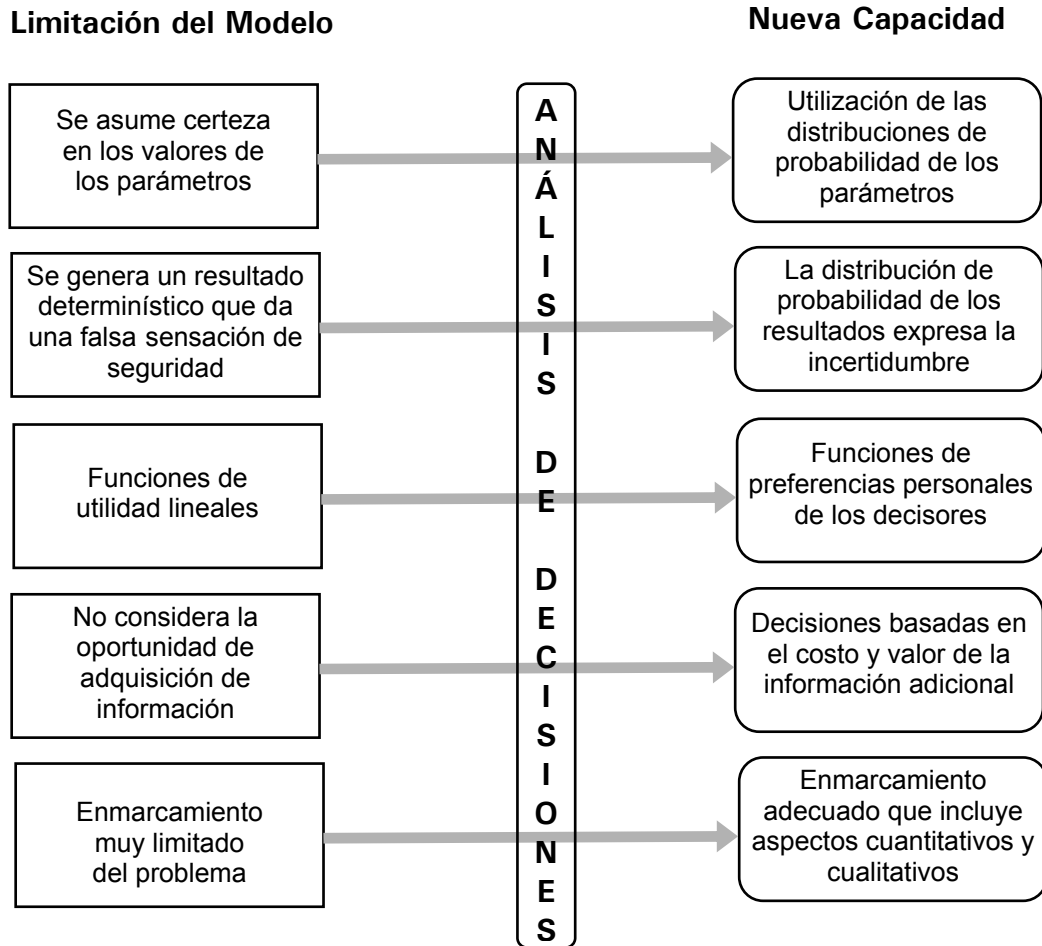 Limitación del Modelo
Nueva Capacidad
Se asume certeza
en los valores de
los parámetros
Utilización de las
distribuciones de
probabilidad de los
parámetros
Se genera un resultado
determinístico que da
una falsa sensación de
seguridad
La distribución de
probabilidad de los
resultados expresa la
incertidumbre
Funciones de
utilidad lineales
Funciones de
preferencias personales
de los decisores
No considera la
oportunidad de
adquisición de
información
Decisiones basadas en
el costo y valor de la
información adicional
Enmarcamiento
muy limitado
del problema
Enmarcamiento
adecuado que incluye
aspectos cuantitativos y
cualitativos
ANÁLISIS DE DECISIONES